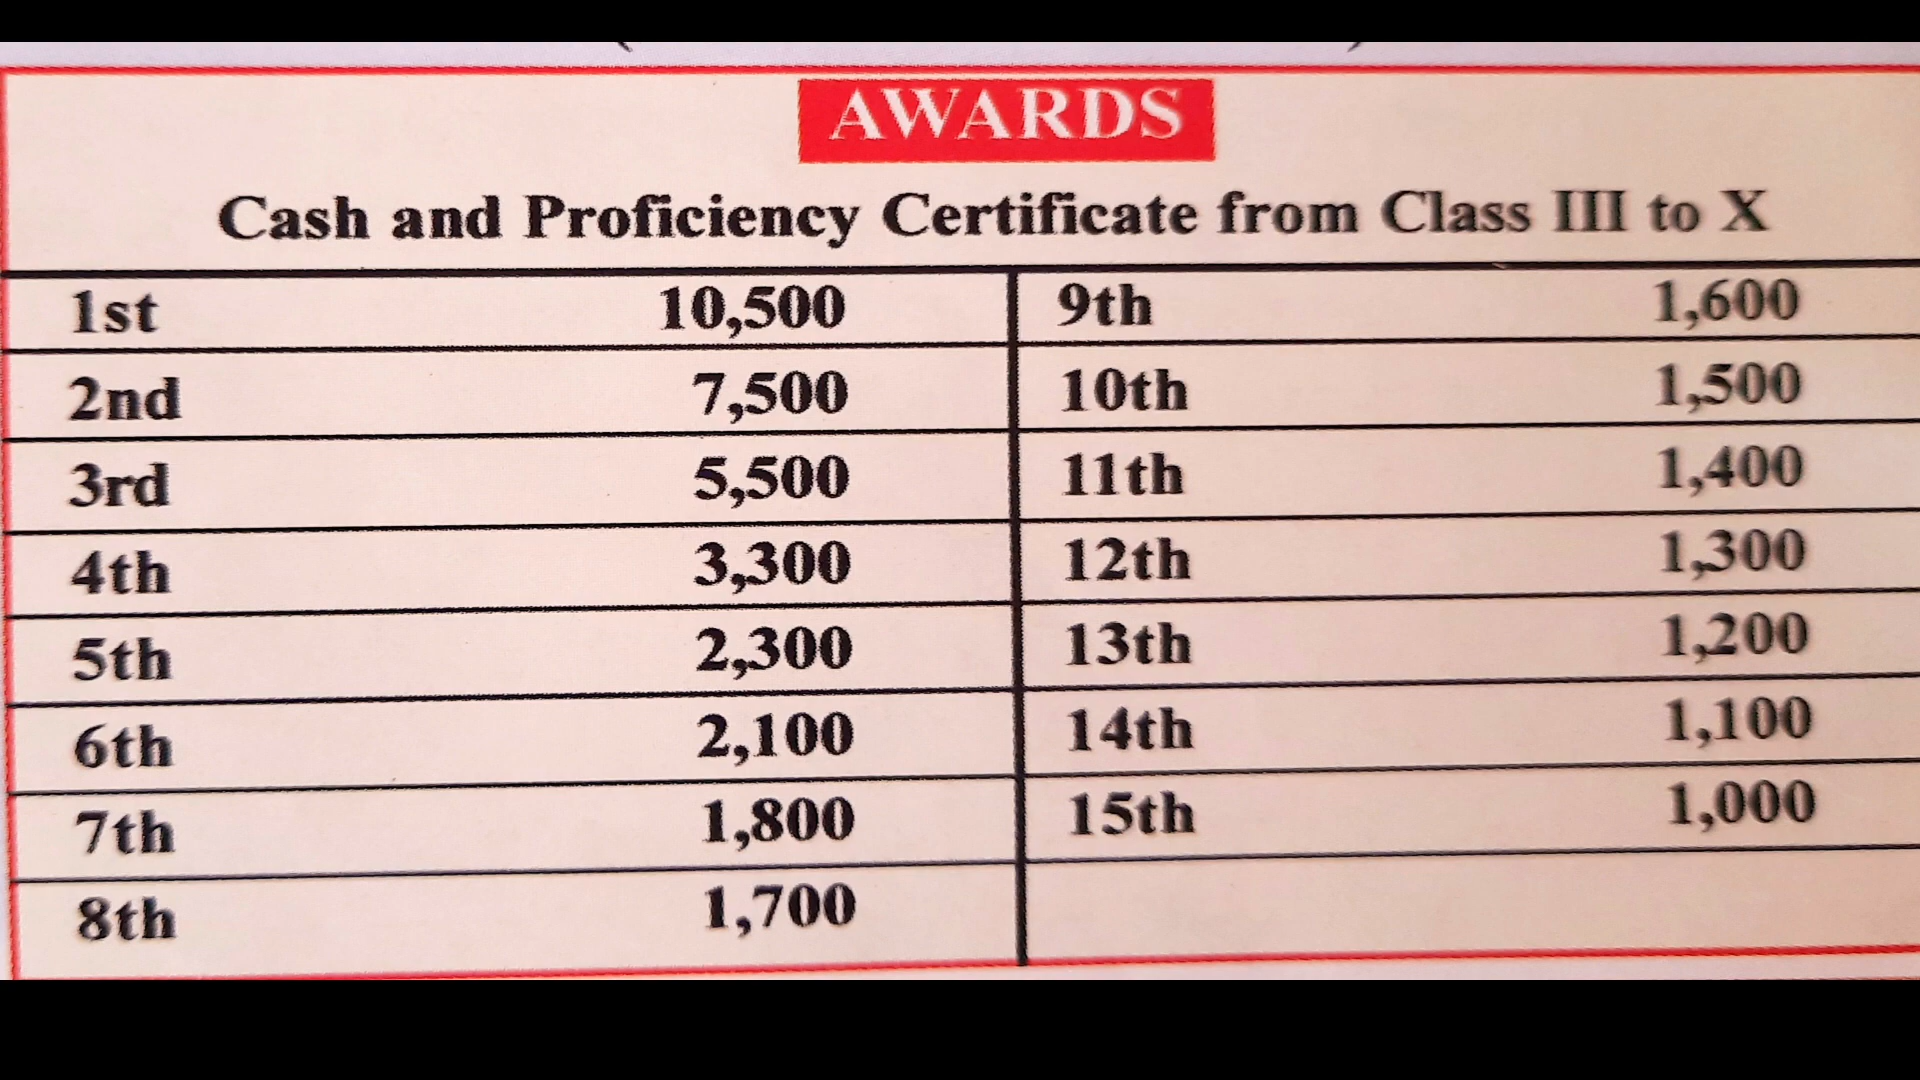 AWARDS
Cash and Proficiency Certificate from Class III to X
1st 10,500 9th 1,600
2nd 7,500 10th 1,500
3rd 5,500 11th 1,400
4th 3,300 12th 1,300
5th 2,300 13th 1,200
6th 2,100 14th 1,100
7th 1,800 15th 1,000
8th 1,700